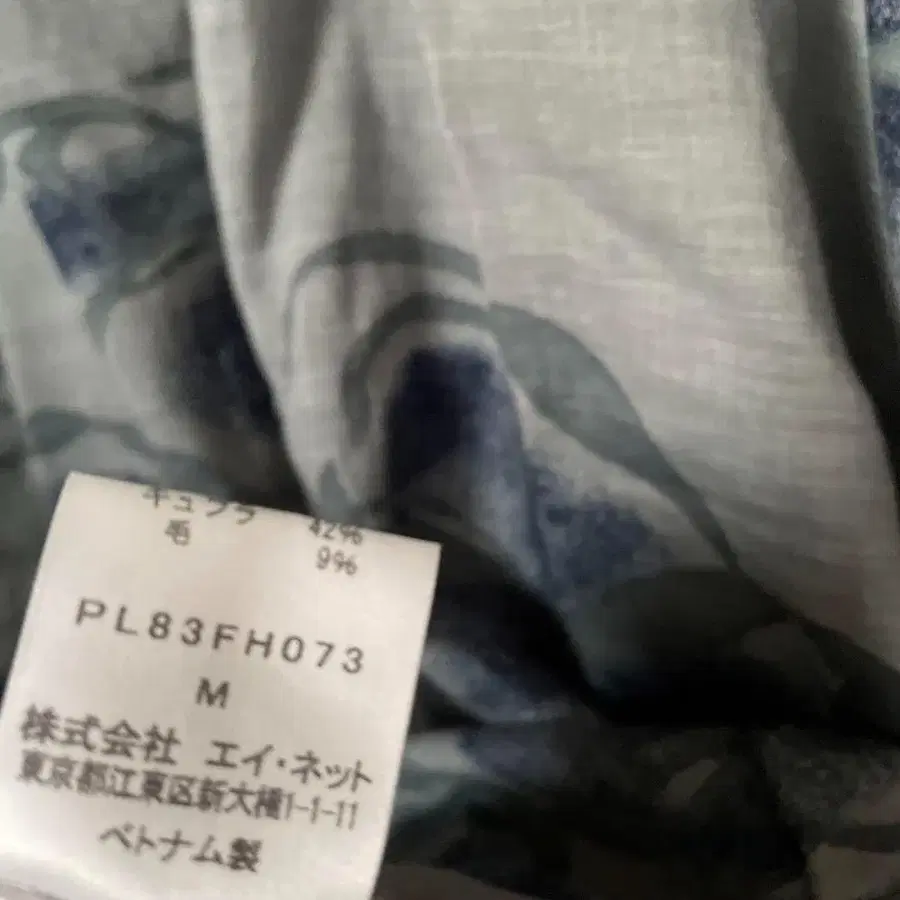 キュプラ 42%
毛 9%
PL83FH073
M
株式会社 エイ・ネット
東京都江東区新大橋1-1-11
ベトナム製